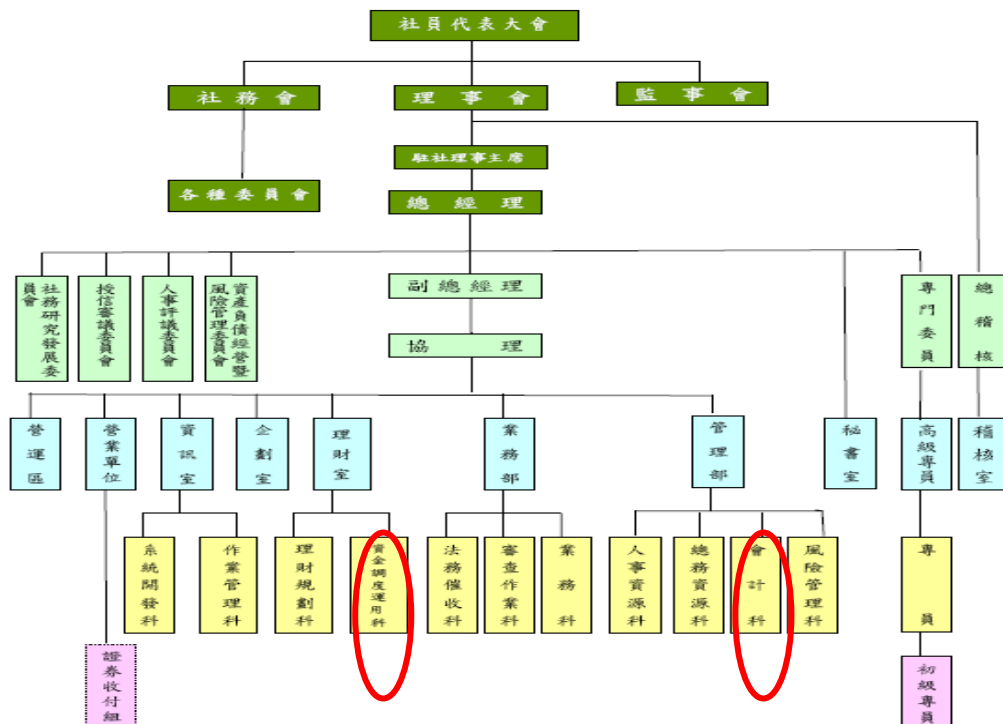 社員代表大會
社務會
理事會
監事會
駐社理事主席
各種委員會
總經理
社務研究發展委員會
授信審議委員會
人事評議委員會
資產負債經營暨風險管理委員會
副總經理
專門委員
總稽核
協理
營運區
營業單位
資訊室
企劃室
理財室
業務部
管理部
秘書室
高級專員
稽核室
系統開發科
作業管理科
理財規劃科
資金調度運用科
法務催收科
審查作業科
業務科
人事資源科
總務資源科
會計科
風險管理科
專員
證券收付組
初級專員